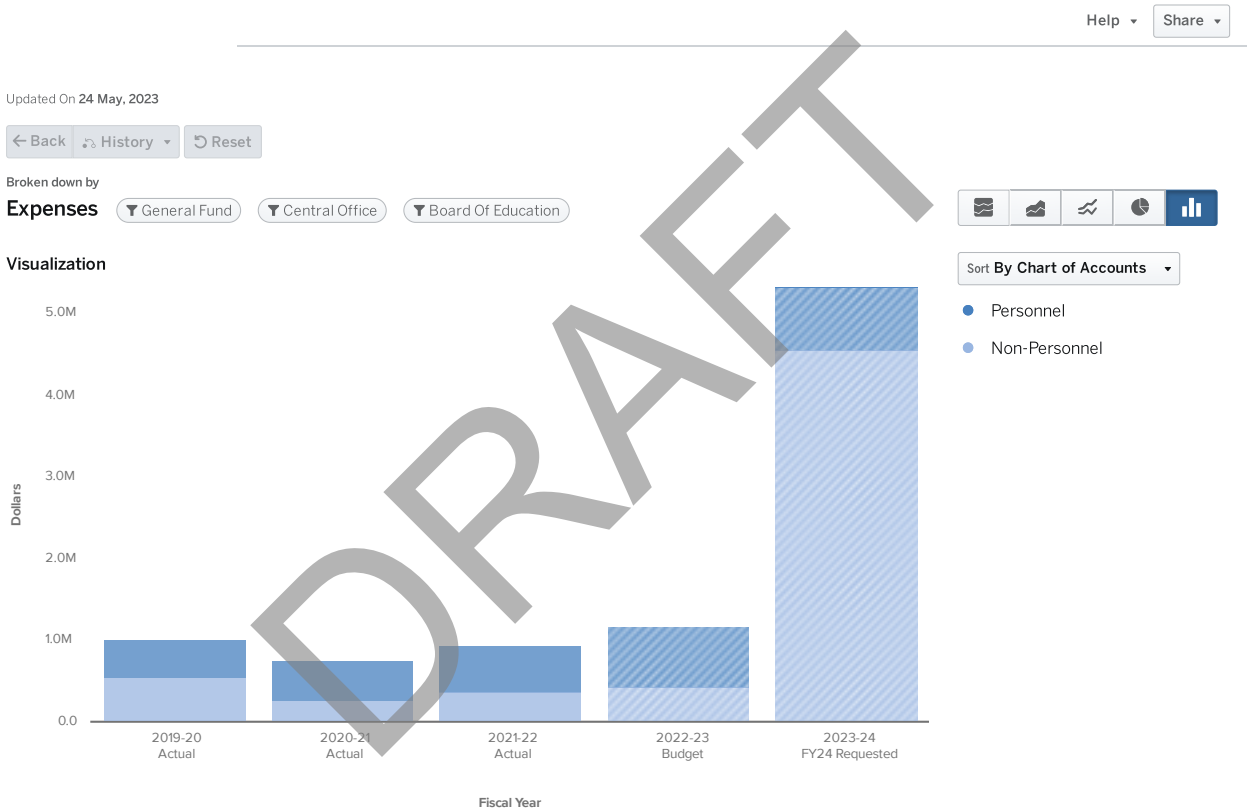 Help Share
Updated On 24 May, 2023
Back History Reset
Broken down by
Expenses General Fund Central Office Board Of Education
Visualization
Sort By Chart of Accounts
Personnel
Non-Personnel
5.0M
4.0M
3.0M
2.0M
1.0M
0.0
Dollars
2019-20 2020-21 2021-22 2022-23 2023-24
Actual Actual Actual Budget FY24 Requested
Fiscal Year
DRAFT